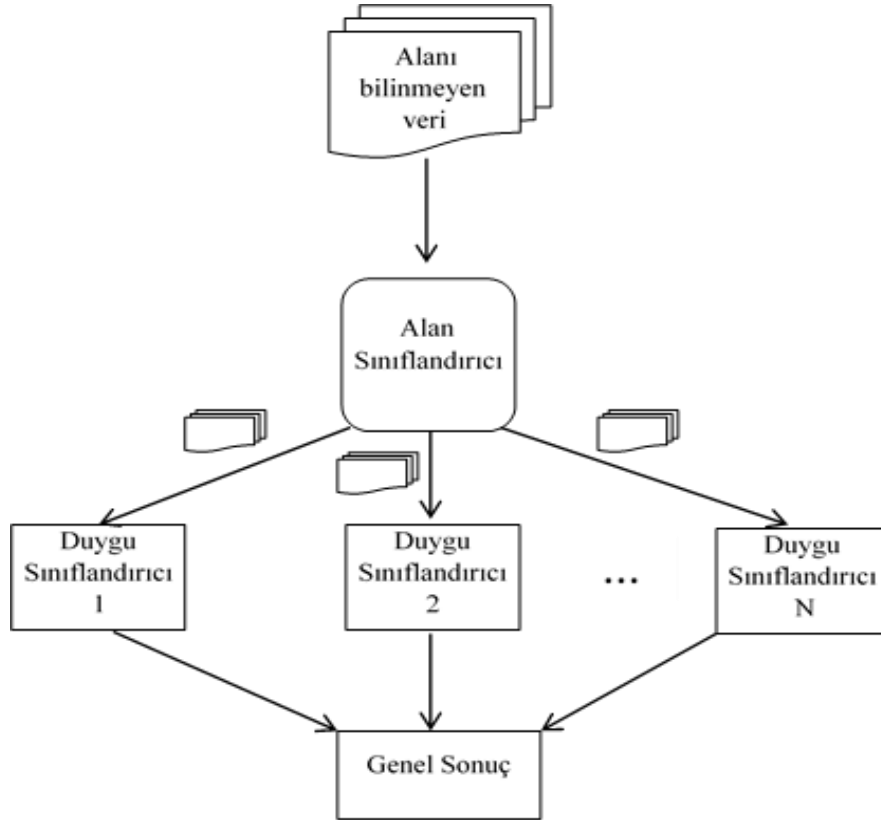 Alanı
bilinmeyen
veri
Alan
Sınıflandırıcı
Duygu
Sınıflandırıcı
1
Duygu
Sınıflandırıcı
2
...
Duygu
Sınıflandırıcı
N
Genel Sonuç